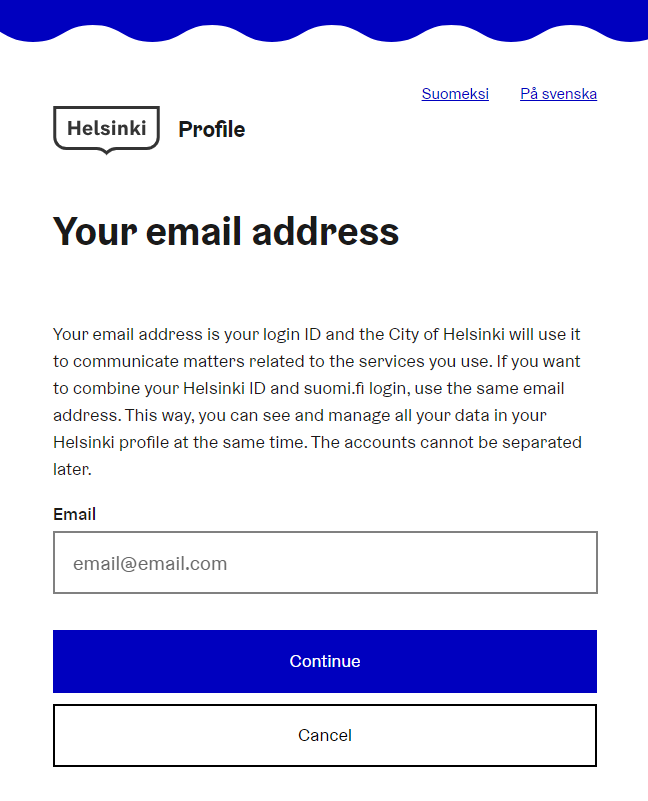 Suomeksi På svenska
Helsinki Profile
Your email address
Your email address is your login ID and the City of Helsinki will use it
to communicate matters related to the services you use. If you want
to combine your Helsinki ID and suomi.fi login, use the same email
address. This way, you can see and manage all your data in your
Helsinki profile at the same time. The accounts cannot be separated
later.
Email
email@email.com
Continue
Cancel